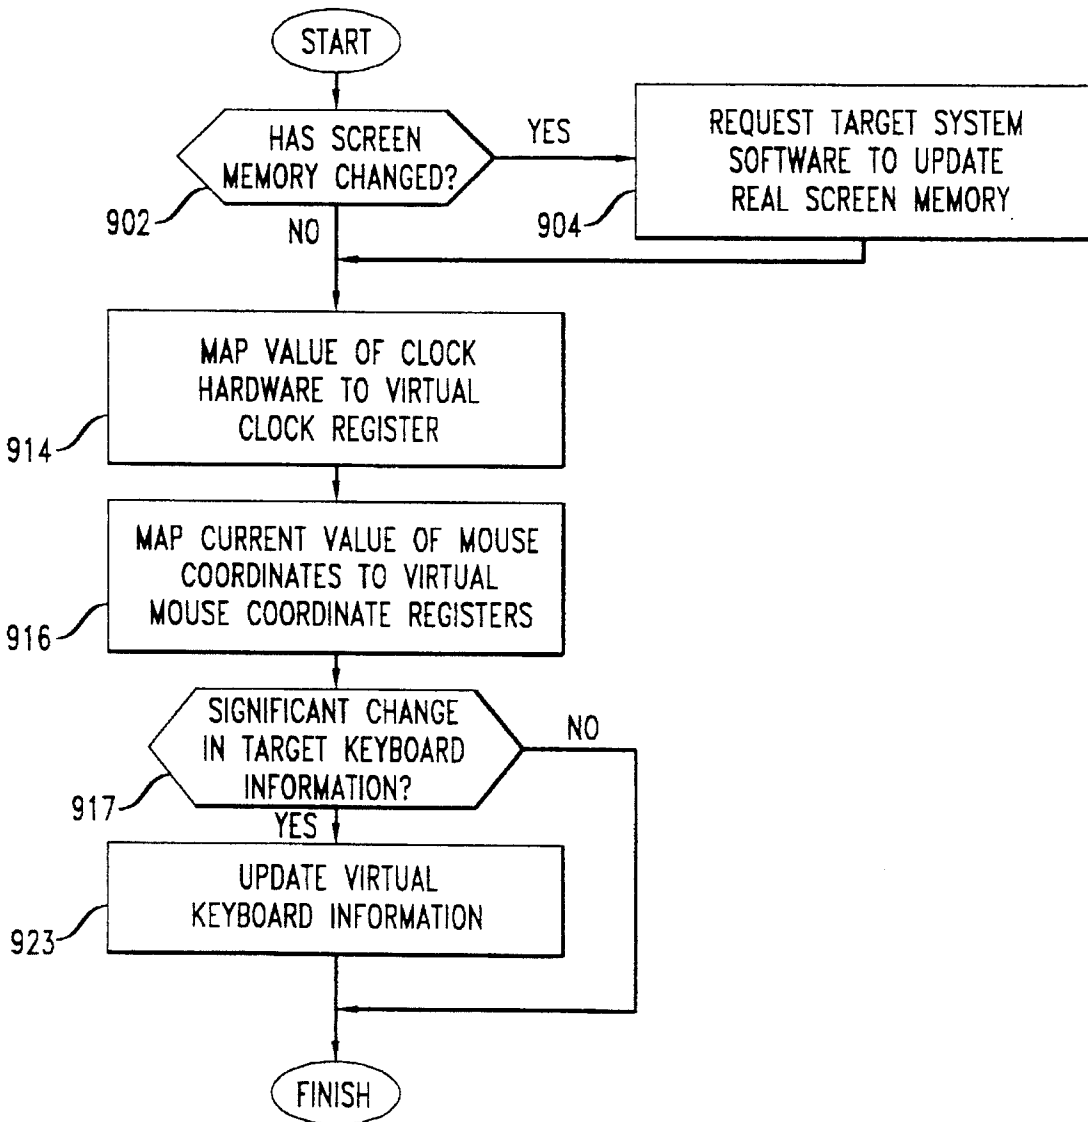 START
HAS SCREEN
MEMORY CHANGED?
YES
902
NO
REQUEST TARGET SYSTEM
SOFTWARE TO UPDATE
REAL SCREEN MEMORY
904
MAP VALUE OF CLOCK
HARDWARE TO VIRTUAL
CLOCK REGISTER
914
MAP CURRENT VALUE OF MOUSE
COORDINATES TO VIRTUAL
MOUSE COORDINATE REGISTERS
916
SIGNIFICANT CHANGE
IN TARGET KEYBOARD
INFORMATION?
NO
917
YES
UPDATE VIRTUAL
KEYBOARD INFORMATION
923
FINISH